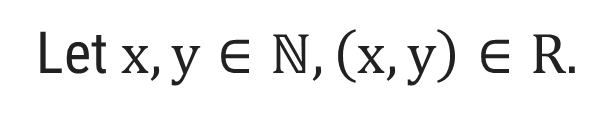 Let x, y ∈ ℕ, (x, y) ∈ R.